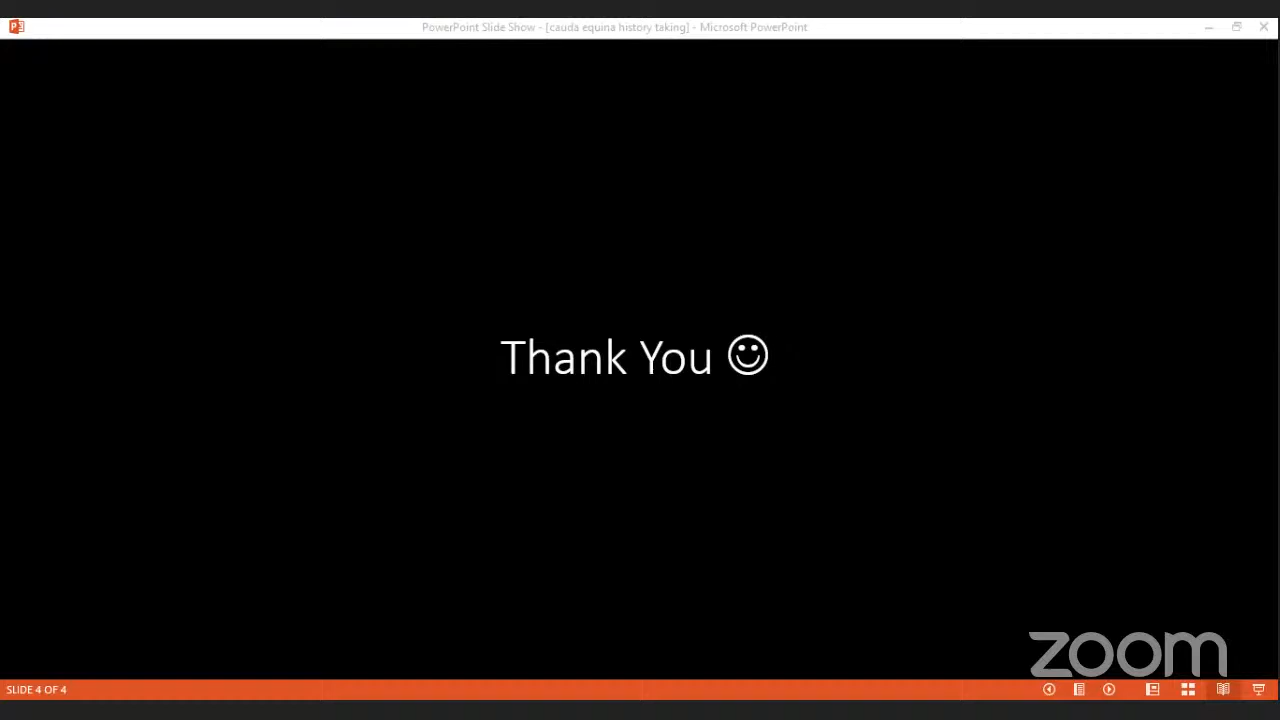 PowerPoint Slide Show - [cauda equina history taking] - Microsoft PowerPoint
Thank You ☺
zoom
SLIDE 4 OF 4